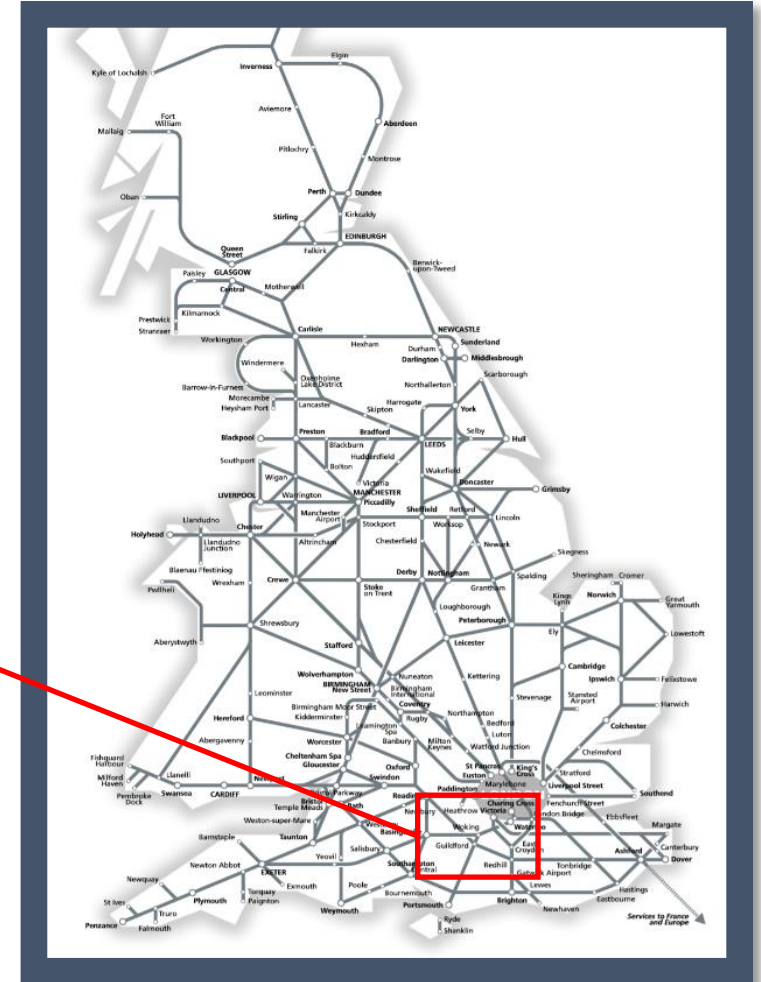 Elgin
Inverness
Kyle of Lochalsh
Aviemore
Fort
William
Mallaig
Aberdeen
Pitlochry
Montrose
Perth
Dundee
Oban
Stirling
Kirkcaldy
EDINBURGH
Falkirk
Queen
Street
GLASGOW
Central
Paisley
Motherwell
Berwick-
upon-Tweed
Kilmarnock
Prestwick
Stranraer
Carlisle
NEWCASTLE
Sunderland
Workington
Hexham
Durham
Darlington
Middlesbrough
Windermere
Oxenholme
Lake District
Scarborough
Barrow-in-Furness
Northallerton
Morecambe
Heysham Port
Lancaster
Harrogate
York
Skipton
Blackpool
Preston
Bradford
LEEDS
Selby
Hull
Blackburn
Huddersfield
Southport
Bolton
Wakefield
Wigan
Victoria
Doncaster
LIVERPOOL
Warrington
MANCHESTER
Piccadilly
Grimsby
Manchester
Airport
Sheffield
Retford
Llandudno
Stockport
Worksop
Lincoln
Holyhead
Chester
Llandudno
Junction
Altrincham
Chesterfield
Newark
Skegness
Blaenau Ffestiniog
Derby
Nottingham
Pwllheli
Wrexham
Crewe
Stoke
on Trent
Grantham
Spalding
Sheringham
Cromer
Kings
Lynn
Norwich
Great
Yarmouth
Loughborough
Peterborough
Aberystwyth
Shrewsbury
Ely
Lowestoft
Stafford
Leicester
Wolverhampton
Cambridge
BIRMINGHAM
New Street
Nuneaton
Kettering
Ipswich
Felixstowe
Birmingham
International
Leominster
Stevenage
Stansted
Airport
Birmingham Moor Street
Coventry
Harwich
Kidderminster
Rugby
Northampton
Hereford
Leamington
Spa
Bedford
Colchester
Abergavenny
Worcester
Banbury
Milton
Keynes
Luton
Watford Junction
Chelmsford
Cheltenham Spa
Gloucester
Fishguard
Harbour
Oxford
St Pancras
Euston
King's
Cross
Stratford
Milford
Haven
Llanelli
Newport
Swindon
Marylebone
Liverpool Street
Pembroke
Dock
Swansea
CARDIFF
Parkway
Paddington
Southend
Bristol
Temple Meads
Bath
Reading
Charing Cross
Fenchurch Street
Newbury
Heathrow
Victoria
London Bridge
Ebbsfleet
Weston-super-Mare
Waterloo
Margate
Barnstaple
Taunton
Woking
Canterbury
Guildford
East
Croydon
Ashford
Dover
Yeovil
Salisbury
Redhill
Tonbridge
Newton Abbot
EXETER
Southampton
Central
Gatwick Airport
Newquay
Exmouth
Poole
Lewes
Hastings
St Ives
Plymouth
Torquay
Paignton
Bournemouth
Eastbourne
Truro
Weymouth
Portsmouth
Brighton
Newhaven
Penzance
Falmouth
Ryde
Shanklin
Services to France
and Europe